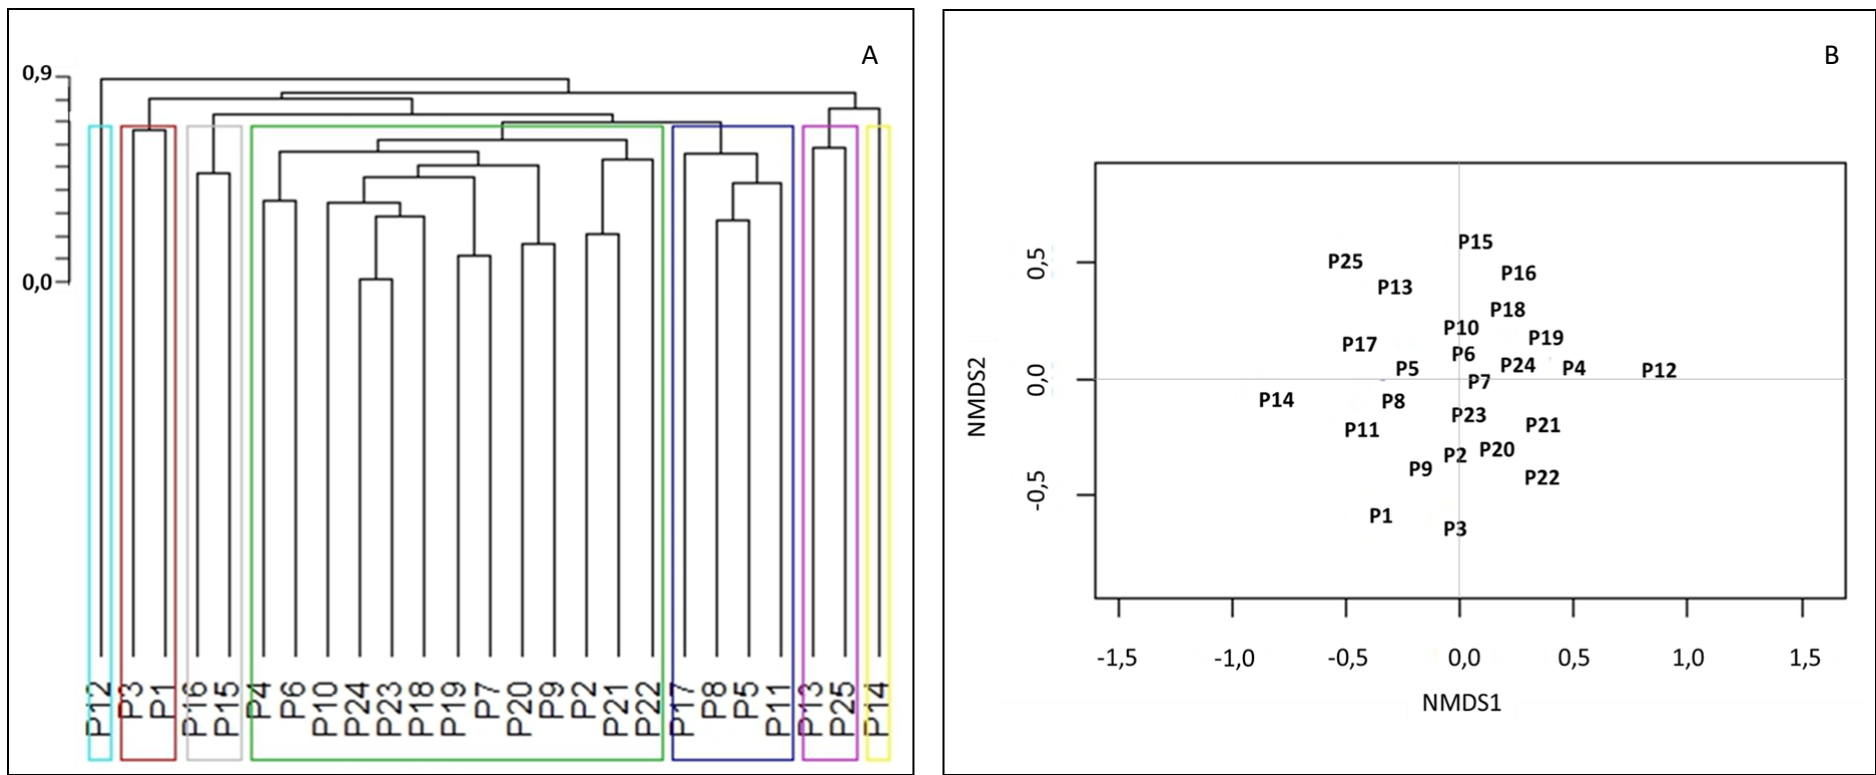 A
0,9
0,0
P12 P3 P1 P16 P15 P4 P6 P10 P24 P23 P18 P19 P7 P20 P9 P2 P21 P22 P17 P8 P5 P11 P13 P25 P14
B
P15
P25
P16
P13
P18
P10
P19
P17
P6
P24
P5
P4
P12
P7
P14
P8
P23
P21
P11
P20
P2
P9
P22
P1
P3
0,5
0,0
-0,5
NMDS2
-1,5 -1,0 -0,5 0,0 0,5 1,0 1,5
NMDS1